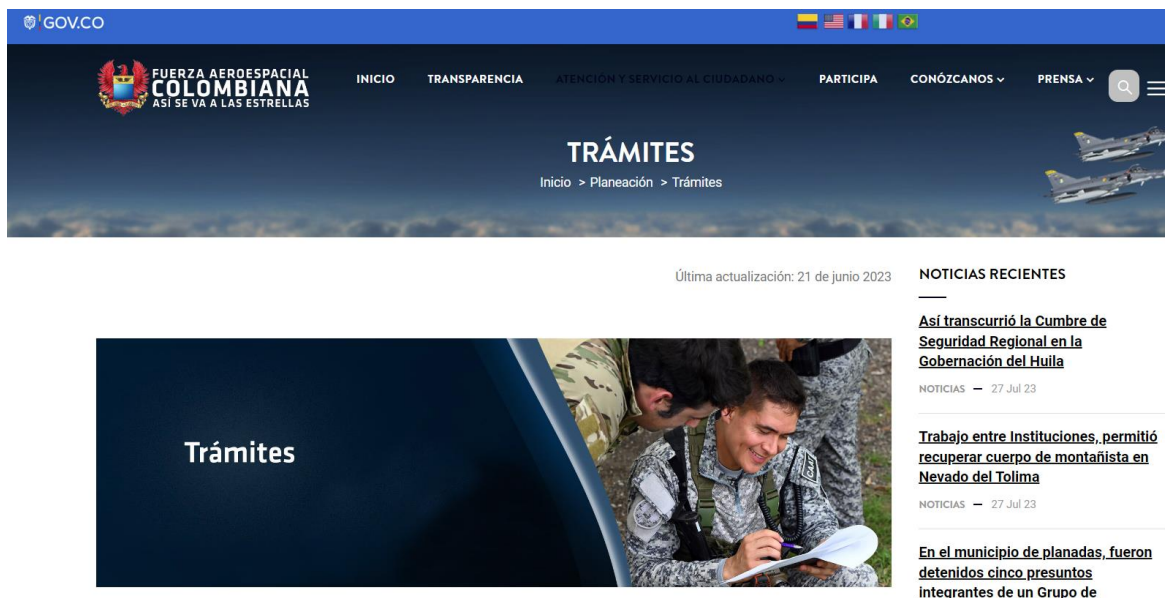 GOV.CO
FUERZA AEROESPACIAL
COLOMBIANA
ASÍ SE VA A LAS ESTRELLAS
INICIO TRANSPARENCIA ATENCIÓN Y SERVICIO AL CIUDADANO PARTICIPA CONÓZCANOS PRENSA
TRÁMITES
Inicio > Planeación > Trámites
Última actualización: 21 de junio 2023
Trámites
NOTICIAS RECIENTES
Así transcurrió la Cumbre de
Seguridad Regional en la
Gobernación del Huila
NOTICIAS — 27 Jul 23
Trabajo entre Instituciones, permitió
recuperar cuerpo de montañista en
Nevado del Tolima
NOTICIAS — 27 Jul 23
En el municipio de planadas, fueron
detenidos cinco presuntos
integrantes de un Grupo de